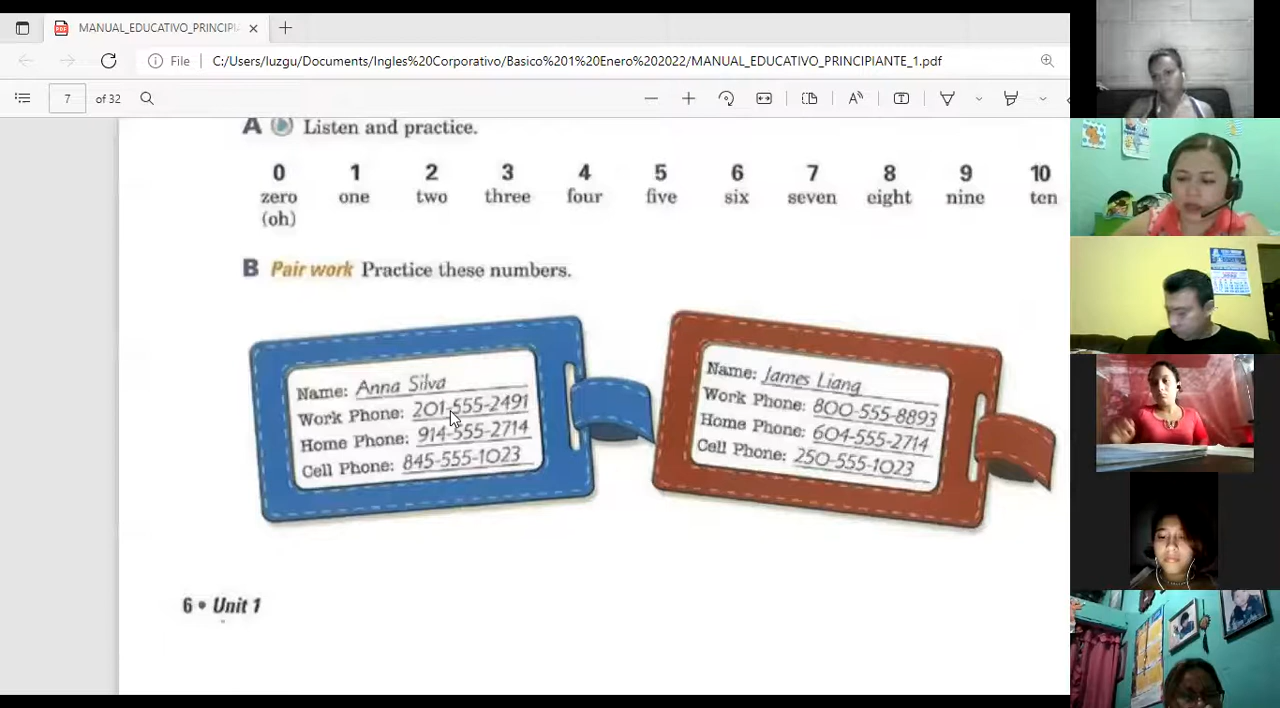 MANUAL_EDUCATIVO_PRINCIPI
File C:/Users/luzgu/Documents/Ingles%20Corporativo/Basico%201%20Enero%202022/MANUAL_EDUCATIVO_PRINCIPIANTE_1.pdf
7 of 32
A Listen and practice.
0 1 2 3 4 5 6 7 8 9 10
zero one two three four five six seven eight nine ten
(oh)
B Pair work Practice these numbers.
Name: Anna Silva
Work Phone: 201-555-2491
Home Phone: 914-555-2714
Cell Phone: 845-555-1023
Name: James Liang
Work Phone: 800-555-8893
Home Phone: 604-555-2714
Cell Phone: 250-555-1023
6 • Unit 1